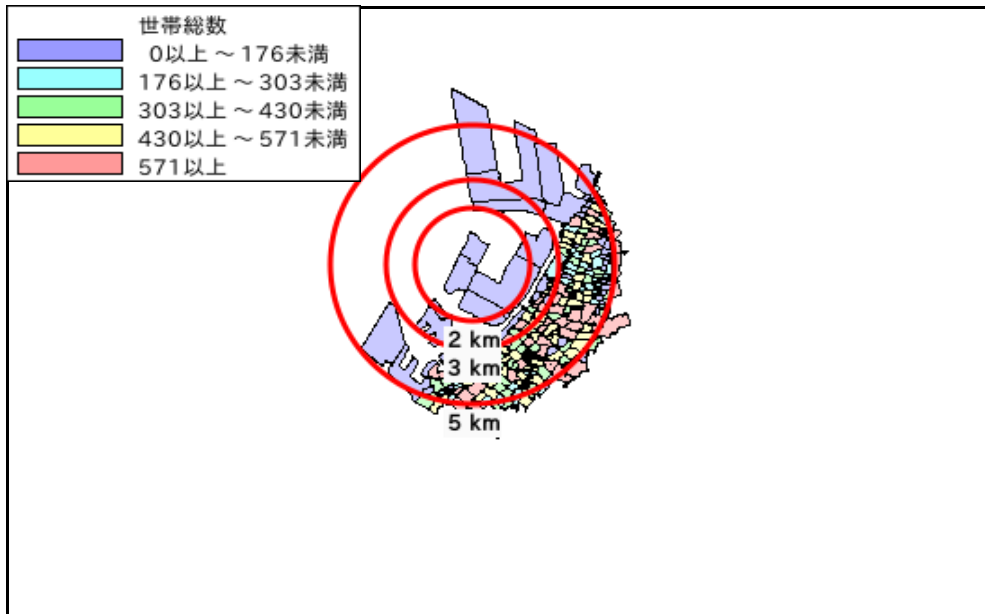 世帯総数
0以上 ～ 176未満
176以上 ～ 303未満
303以上 ～ 430未満
430以上 ～ 571未満
571以上
2 km
3 km
5 km